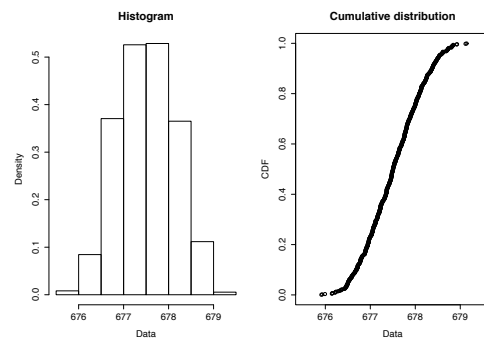 Histogram
Density
0.0 0.1 0.2 0.3 0.4 0.5
676 677 678 679
Data
Cumulative distribution
CDF
0.0 0.2 0.4 0.6 0.8 1.0
676 677 678 679
Data